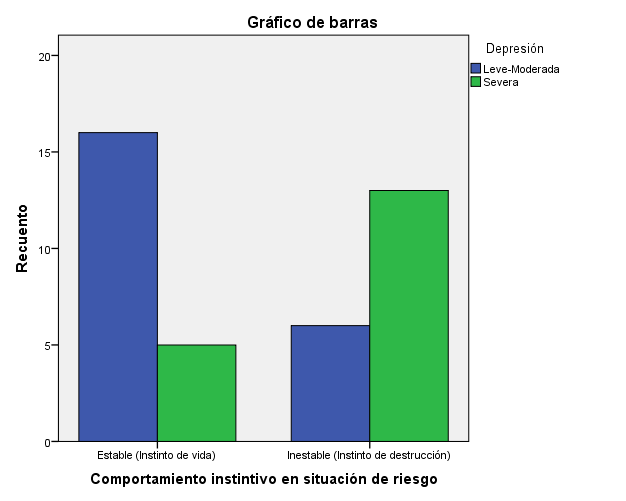 Gráfico de barras
Depresión
Leve-Moderada
Severa
Recuento
20
15
10
5
0
Estable (Instinto de vida)
Inestable (Instinto de destrucción)
Comportamiento instintivo en situación de riesgo